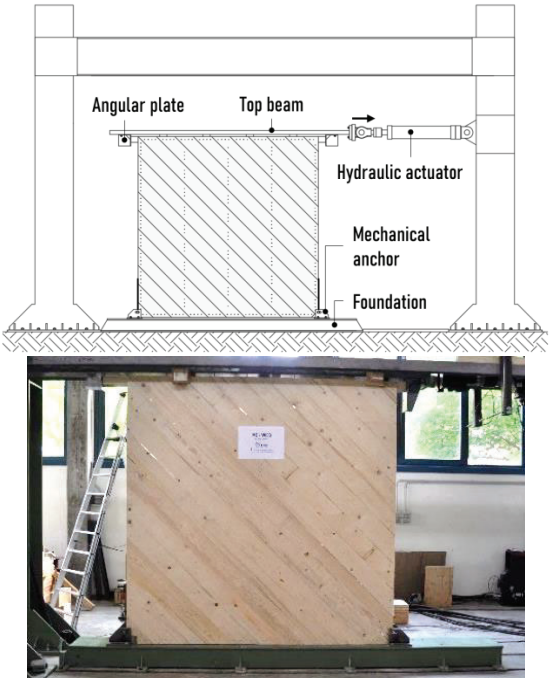 Angular plate
Top beam
Hydraulic actuator
Mechanical
anchor
Foundation